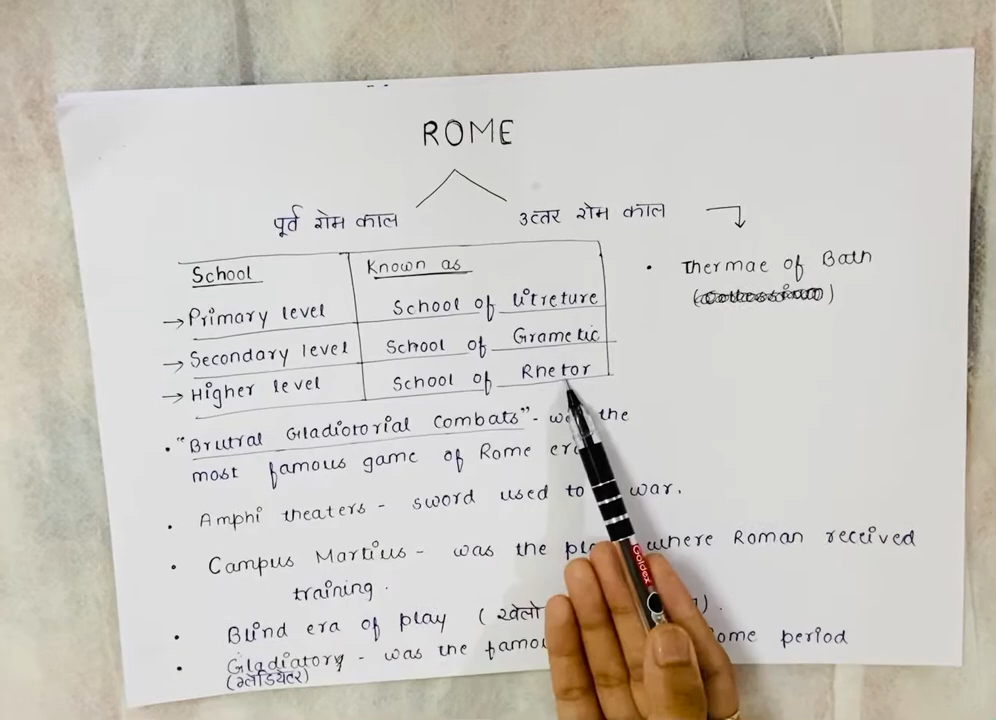 ROME
पूर्व रोम काल उत्तर रोम काल
School Known as
→Primary level School of litreture
→Secondary level School of Grametic
→Higher level School of Rhetor
• Thermae of Bath
• "Brutral Gladiotorial Combats" - the
most famous game of Rome
• Amphi theaters - sword used to war.
• Campus Martius - was the where Roman received
training.
• Blind era of play (
• Gladiatory - was the period
(ग्लैडियेटर)
Goldex